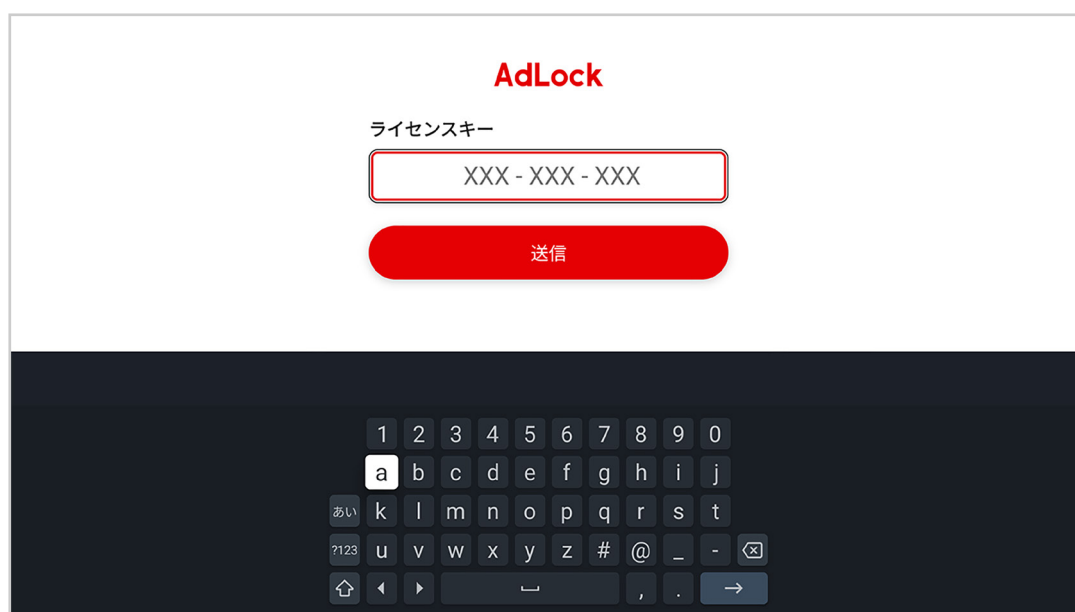 AdLock
ライセンスキー
XXX - XXX - XXX
送信
1 2 3 4 5 6 7 8 9 0
a b c d e f g h i j
あい k l m n o p q r s t
?123 u v w x y z # @ _ -
, .